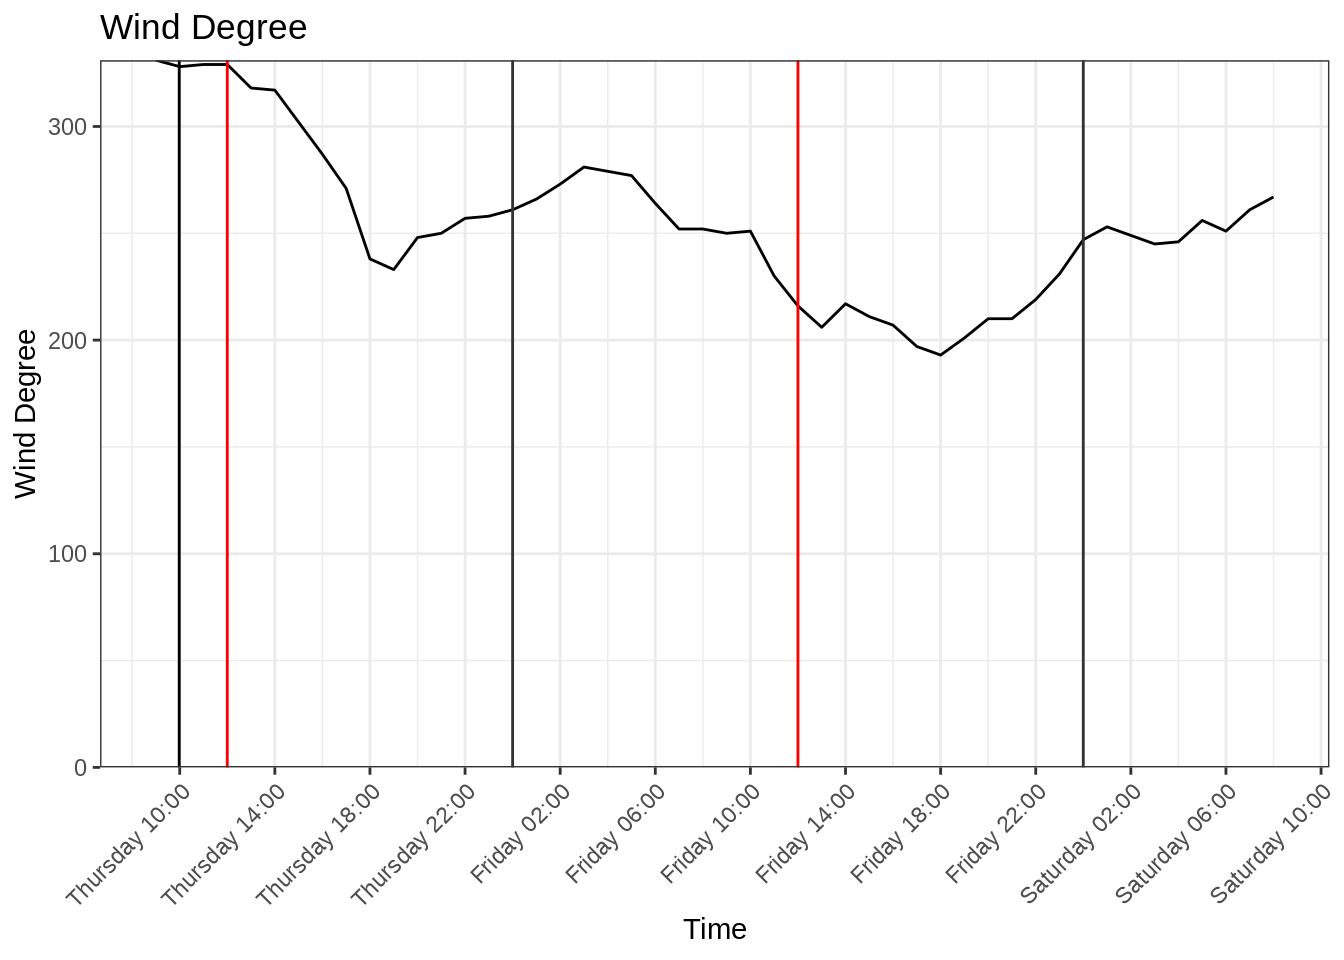 Wind Degree
Wind Degree
300
200
100
0
Thursday 10:00
Thursday 14:00
Thursday 18:00
Thursday 22:00
Friday 02:00
Friday 06:00
Friday 10:00
Friday 14:00
Friday 18:00
Friday 22:00
Saturday 02:00
Saturday 06:00
Saturday 10:00
Time